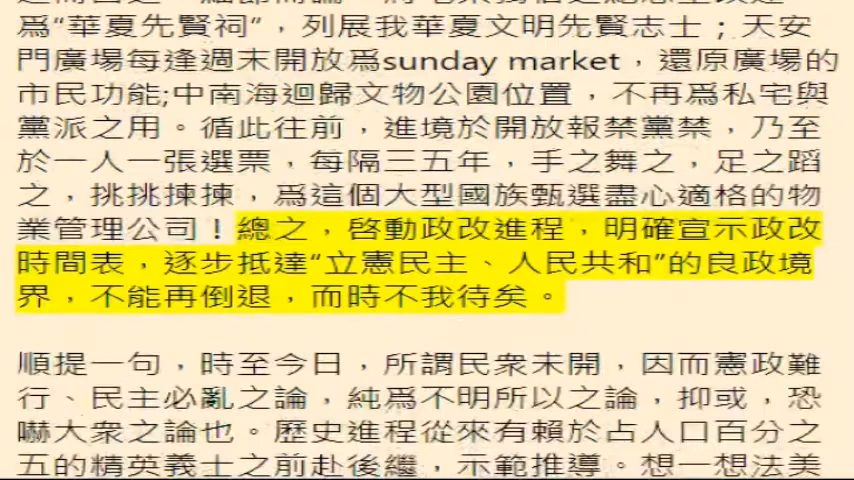 爲“華夏先賢祠”，列展我華夏文明先賢志士；天安
門廣場每逢週末開放爲sunday market，還原廣場的
市民功能;中南海迴歸文物公園位置，不再爲私宅與
黨派之用。循此往前，進境於開放報禁黨禁，乃至
於一人一張選票，每隔三五年，手之舞之，足之蹈
之，挑挑揀揀，爲這個大型國族甄選盡心適格的物
業管理公司！總之，啓動政改進程，明確宣示政改
時間表，逐步抵達“立憲民主、人民共和”的良政境
界，不能再倒退，而時不我待矣。
順提一句，時至今日，所謂民衆未開，因而憲政難
行、民主必亂之論，純爲不明所以之論，抑或，恐
嚇大衆之論也。歷史進程從來有賴於占人口百分之
五的精英義士之前赴後繼，示範推導。想一想法美